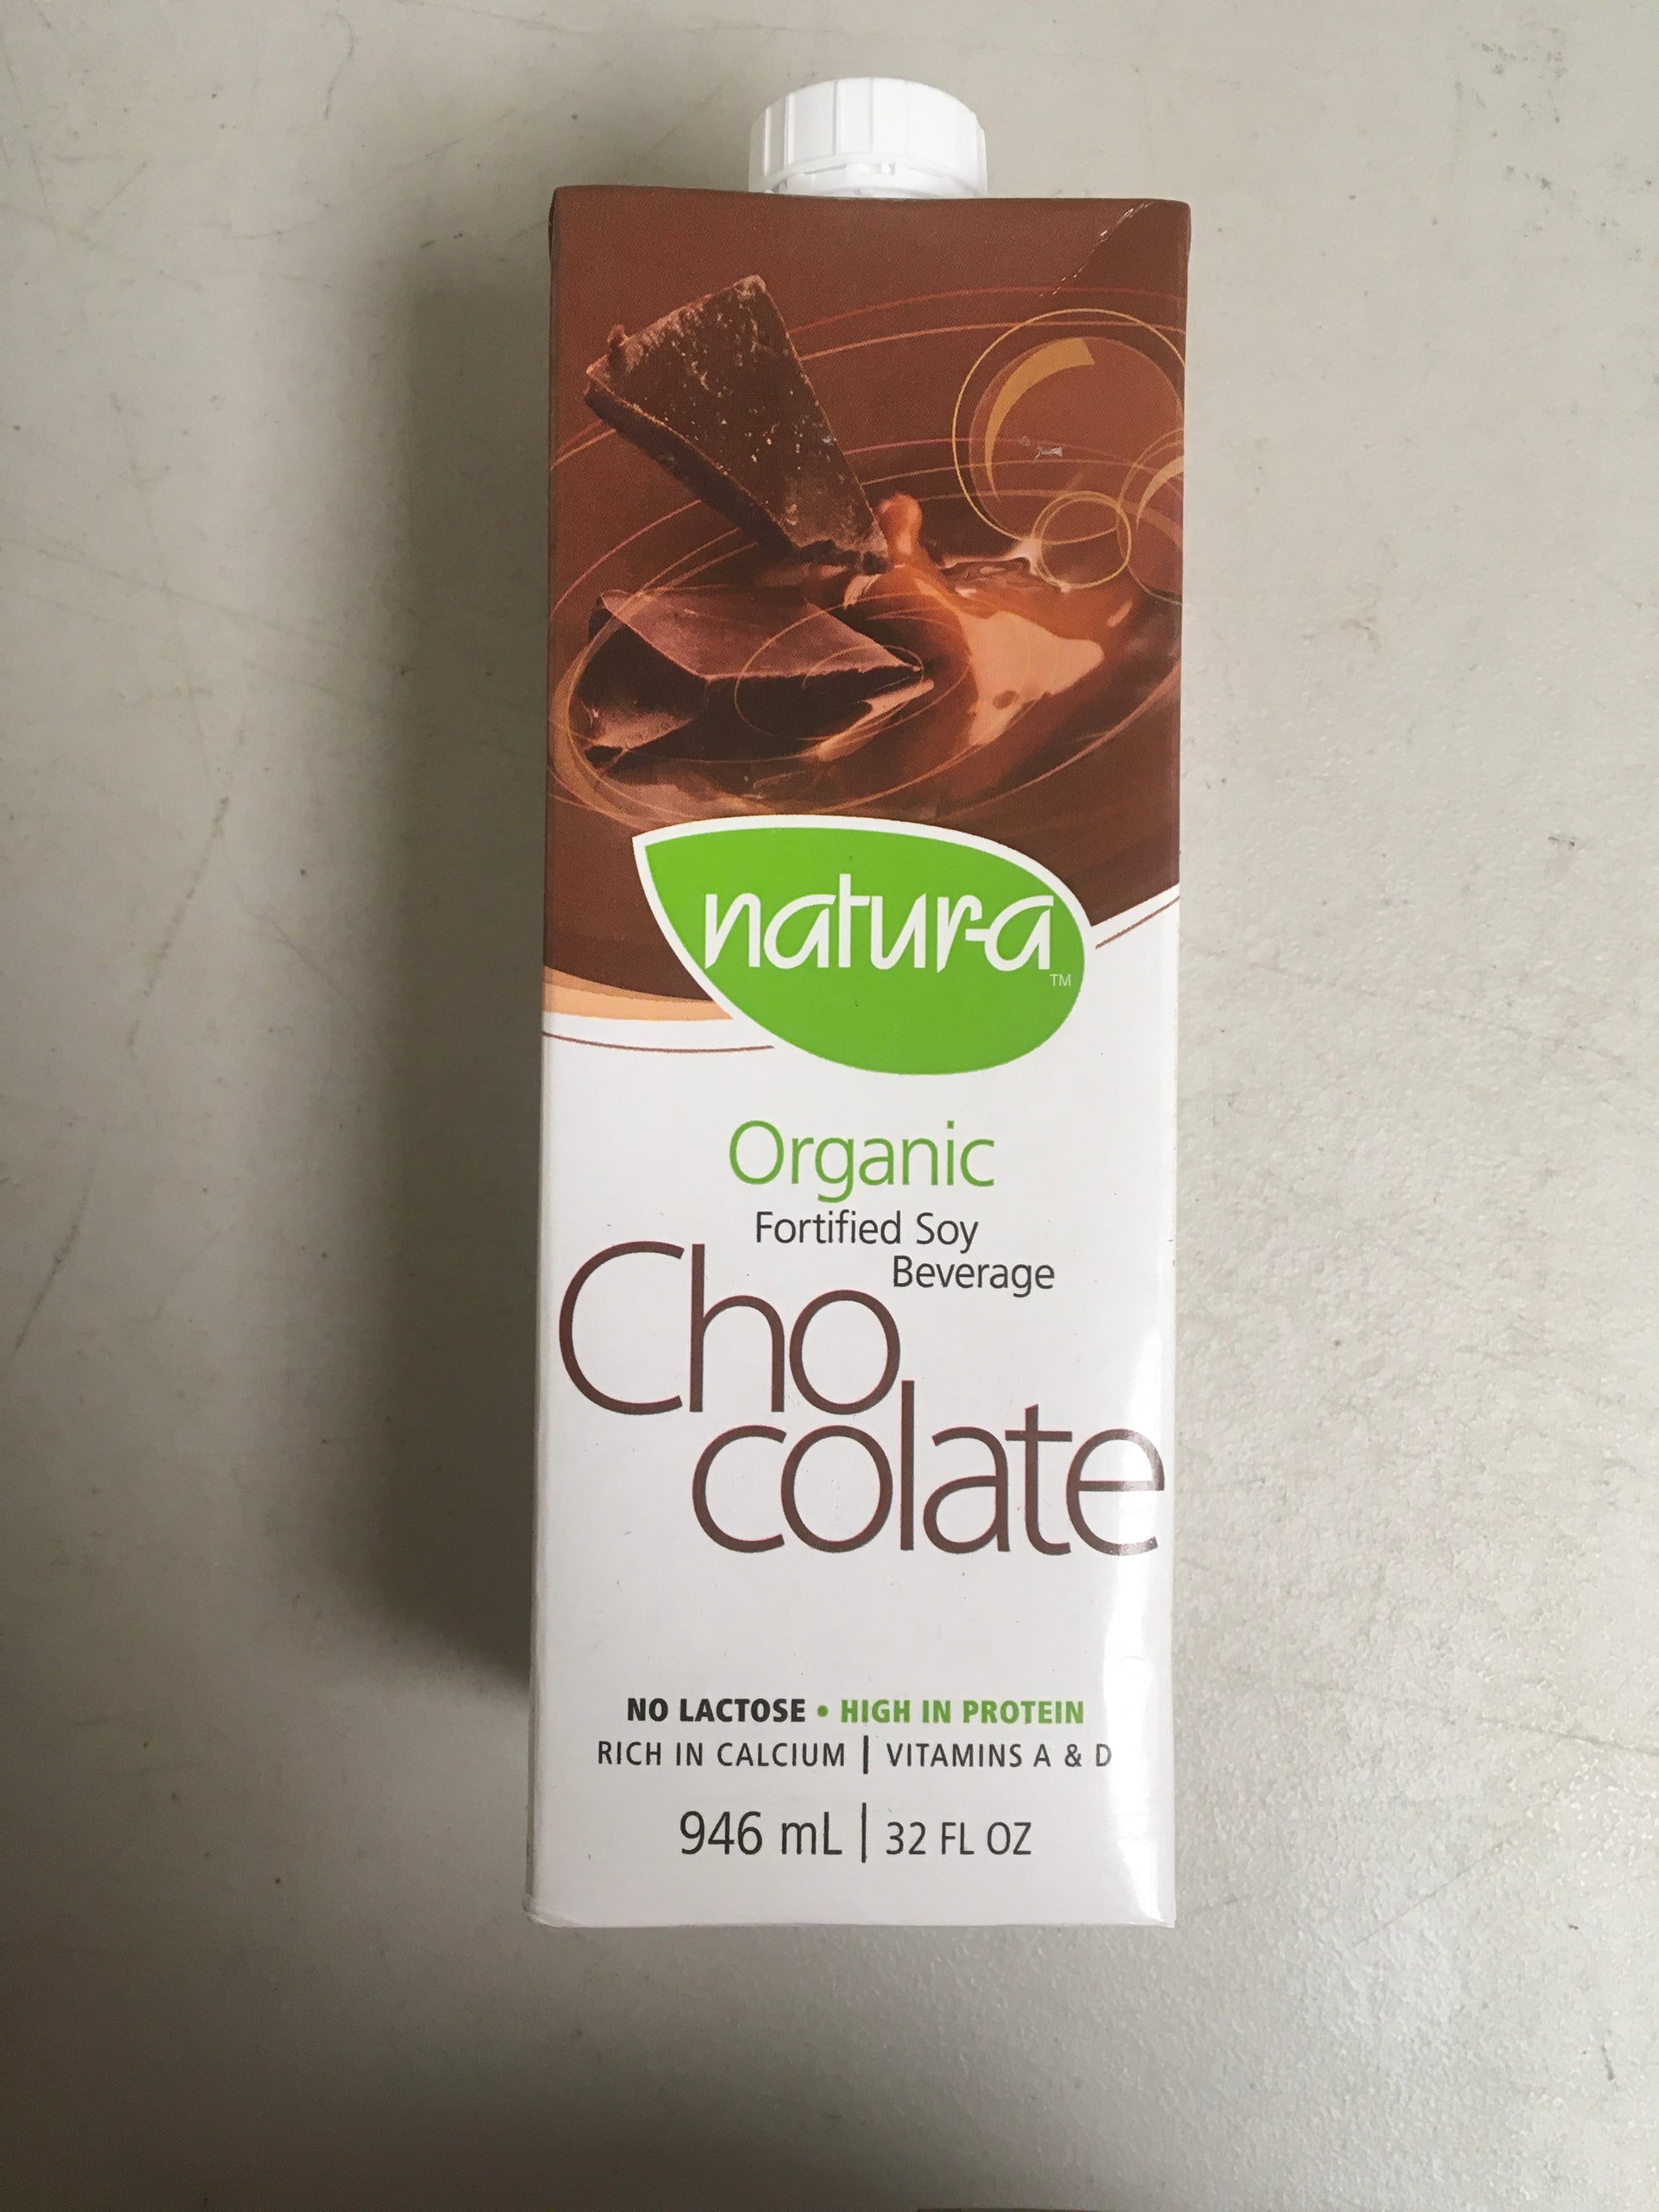 natur-a
TM
Organic
Fortified Soy
Beverage
Cho
colate
NO LACTOSE • HIGH IN PROTEIN
RICH IN CALCIUM | VITAMINS A & D
946 mL | 32 FL OZ